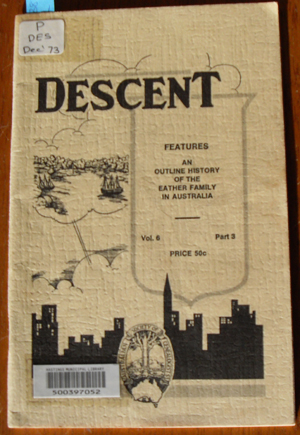 P
DES
Dec' 73
DESCENT
FEATURES
AN
OUTLINE HISTORY
OF THE
EATHER FAMILY
IN AUSTRALIA
Vol. 6 Part 3
PRICE 50c
500397052